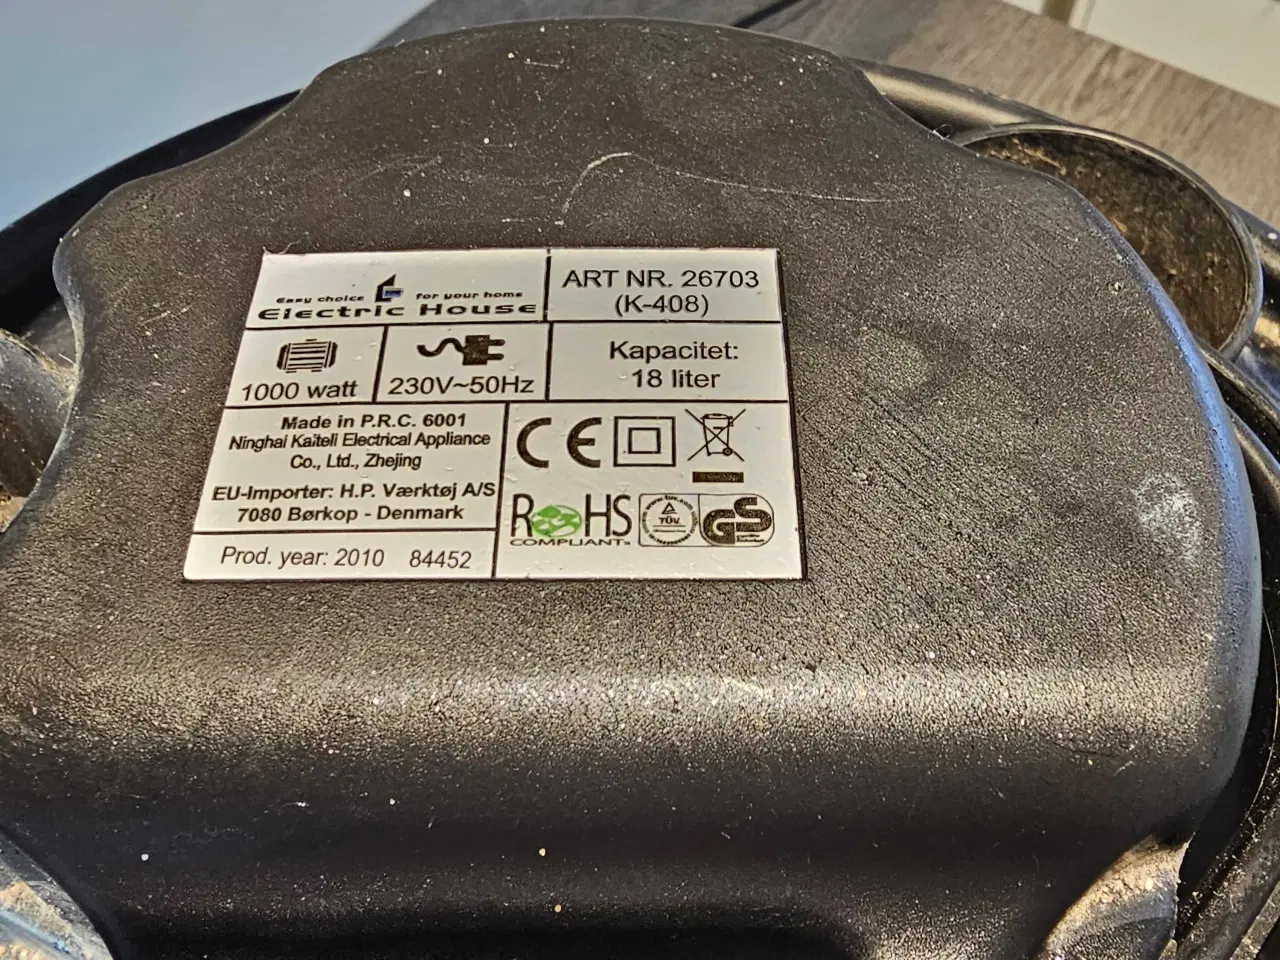 Easy choice for your home
Electric House
ART NR. 26703
(K-408)
1000 watt
230V~50Hz
Kapacitet:
18 liter
Made in P.R.C. 6001
Ninghai Kaiteli Electrical Appliance
Co., Ltd., Zhejing
EU-Importer: H.P. Værktøj A/S
7080 Børkop - Denmark
Prod. year: 2010 84452
CE
RoHS
COMPLIANT
TÜV
GS